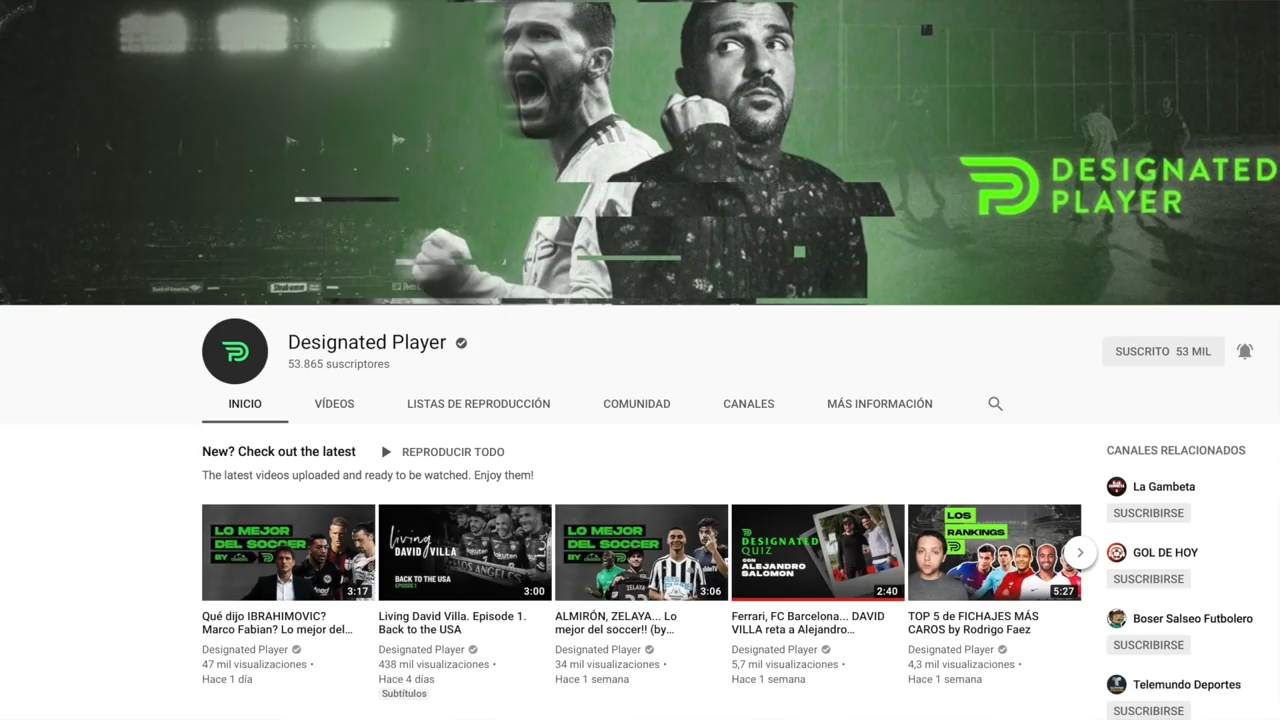 DESIGNATED
PLAYER
Designated Player
53.865 suscriptores
SUSCRITO 53 MIL
INICIO
VÍDEOS
LISTAS DE REPRODUCCIÓN
COMUNIDAD
CANALES
MÁS INFORMACIÓN
New? Check out the latest
REPRODUCIR TODO
The latest videos uploaded and ready to be watched. Enjoy them!
LO MEJOR
DEL SOCCER
BY
3:17
Qué dijo IBRAHIMOVIC?
Marco Fabian? Lo mejor del...
Designated Player
47 mil visualizaciones •
Hace 1 día
living
DAVID VILLA
LOS ANGELES
BACK TO THE USA
EPISODE 1
3:00
Living David Villa. Episode 1.
Back to the USA
Designated Player
438 mil visualizaciones •
Hace 4 días
Subtítulos
LO MEJOR
DEL SOCCER
BY
3:06
ALMIRÓN, ZELAYA... Lo
mejor del soccer!! (by...
Designated Player
34 mil visualizaciones •
Hace 1 semana
DESIGNATED
QUIZ
CON
ALEJANDRO
SALOMON
2:40
Ferrari, FC Barcelona... DAVID
VILLA reta a Alejandro...
Designated Player
5,7 mil visualizaciones •
Hace 1 semana
LOS
RANKINGS
5:27
TOP 5 de FICHAJES MÁS
CAROS by Rodrigo Faez
Designated Player
4,3 mil visualizaciones •
Hace 1 semana
CANALES RELACIONADOS
La Gambeta
SUSCRIBIRSE
GOL DE HOY
SUSCRIBIRSE
Boser Salseo Futbolero
SUSCRIBIRSE
Telemundo Deportes
SUSCRIBIRSE